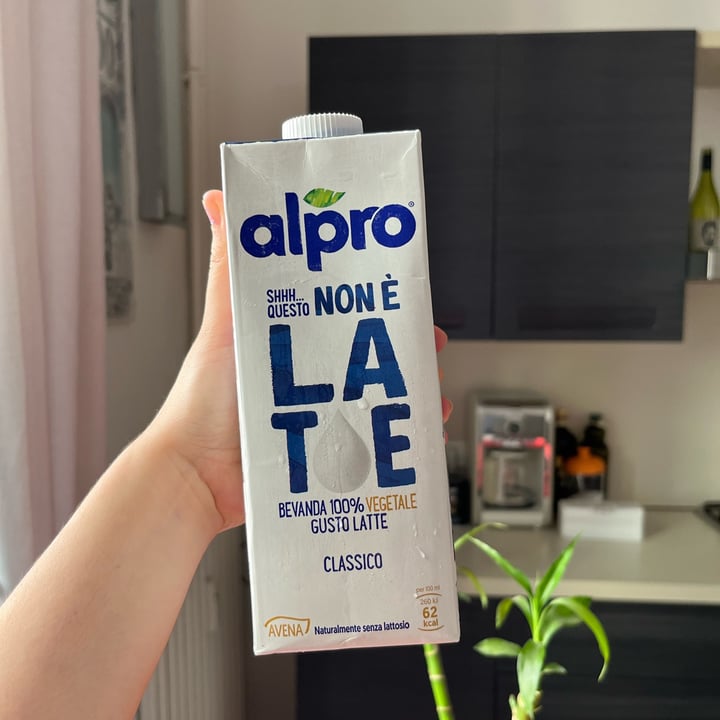 alpro®
SHHH...
QUESTO NON È
LA
TE
BEVANDA 100% VEGETALE
GUSTO LATTE
CLASSICO
per 100 ml
260 kJ
62
kcal
AVENA
Naturalmente senza lattosio